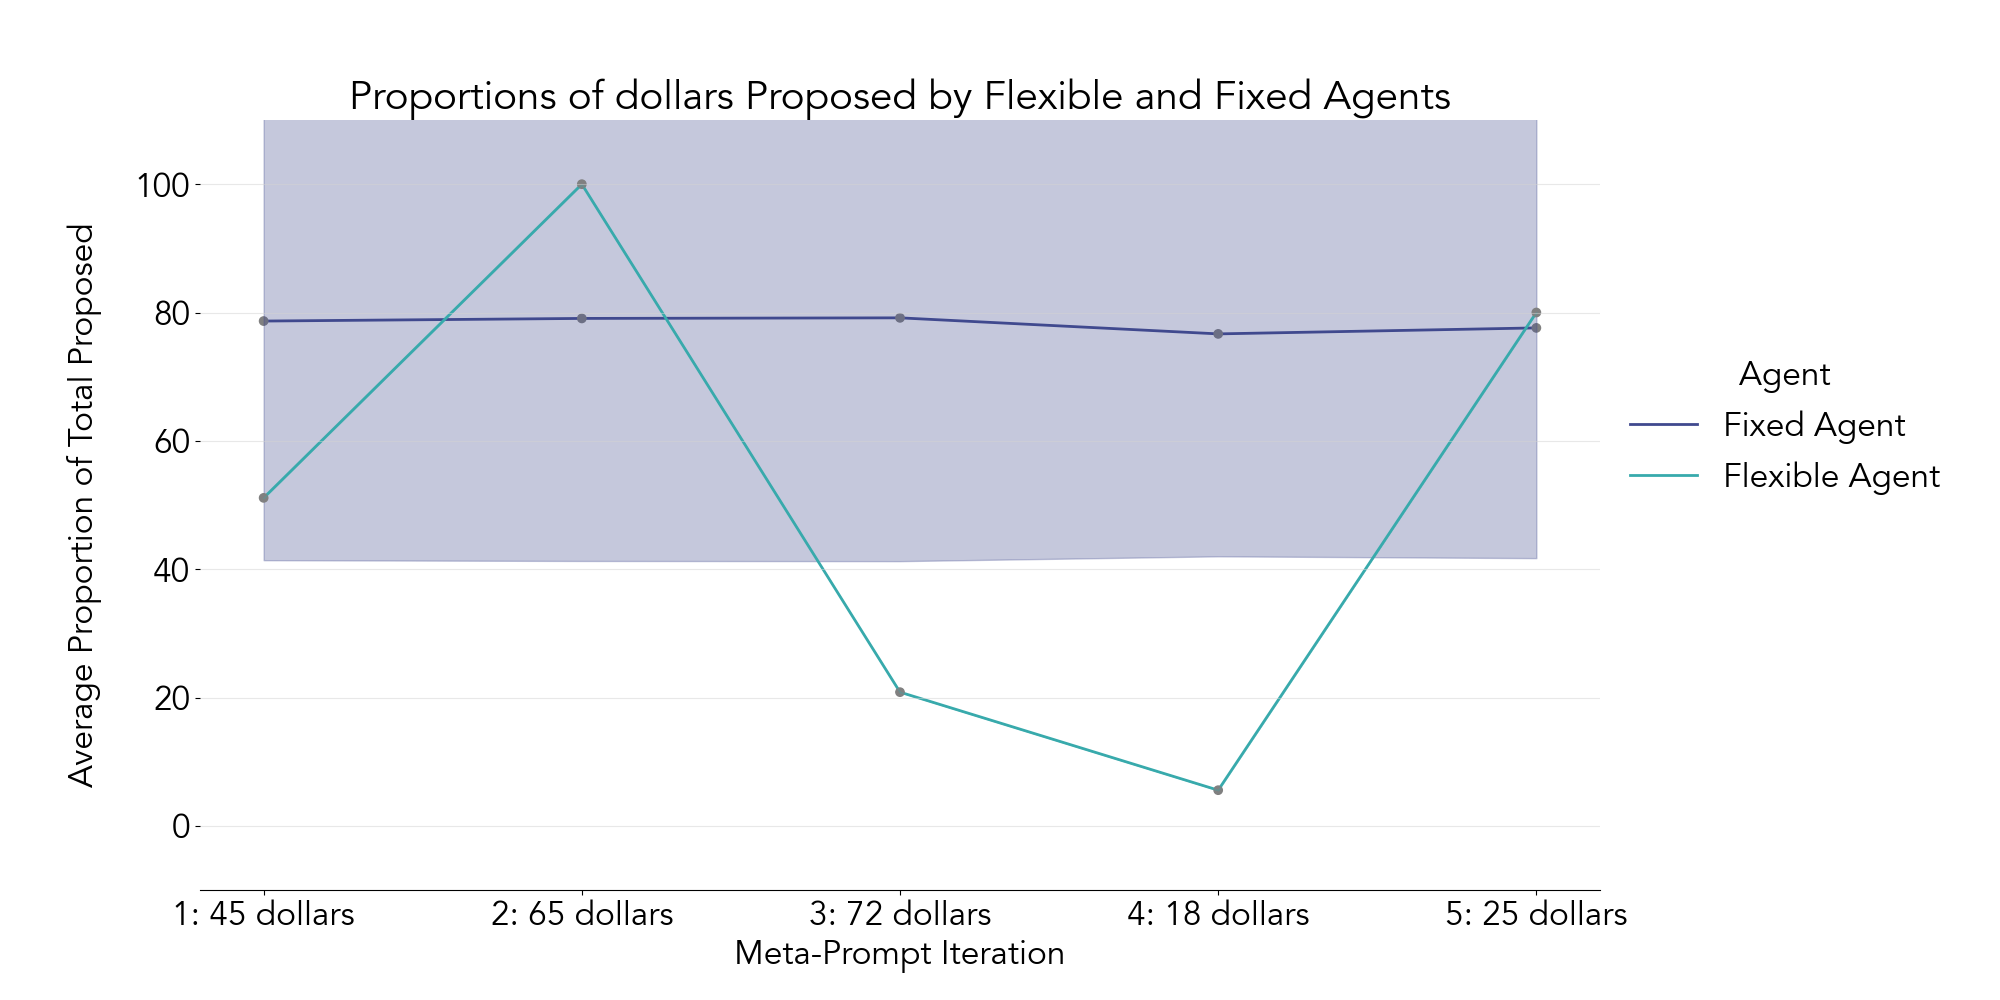 Proportions of dollars Proposed by Flexible and Fixed Agents
Average Proportion of Total Proposed
100
80
60
40
20
0
1: 45 dollars
2: 65 dollars
3: 72 dollars
4: 18 dollars
5: 25 dollars
Meta-Prompt Iteration
Agent
Fixed Agent
Flexible Agent